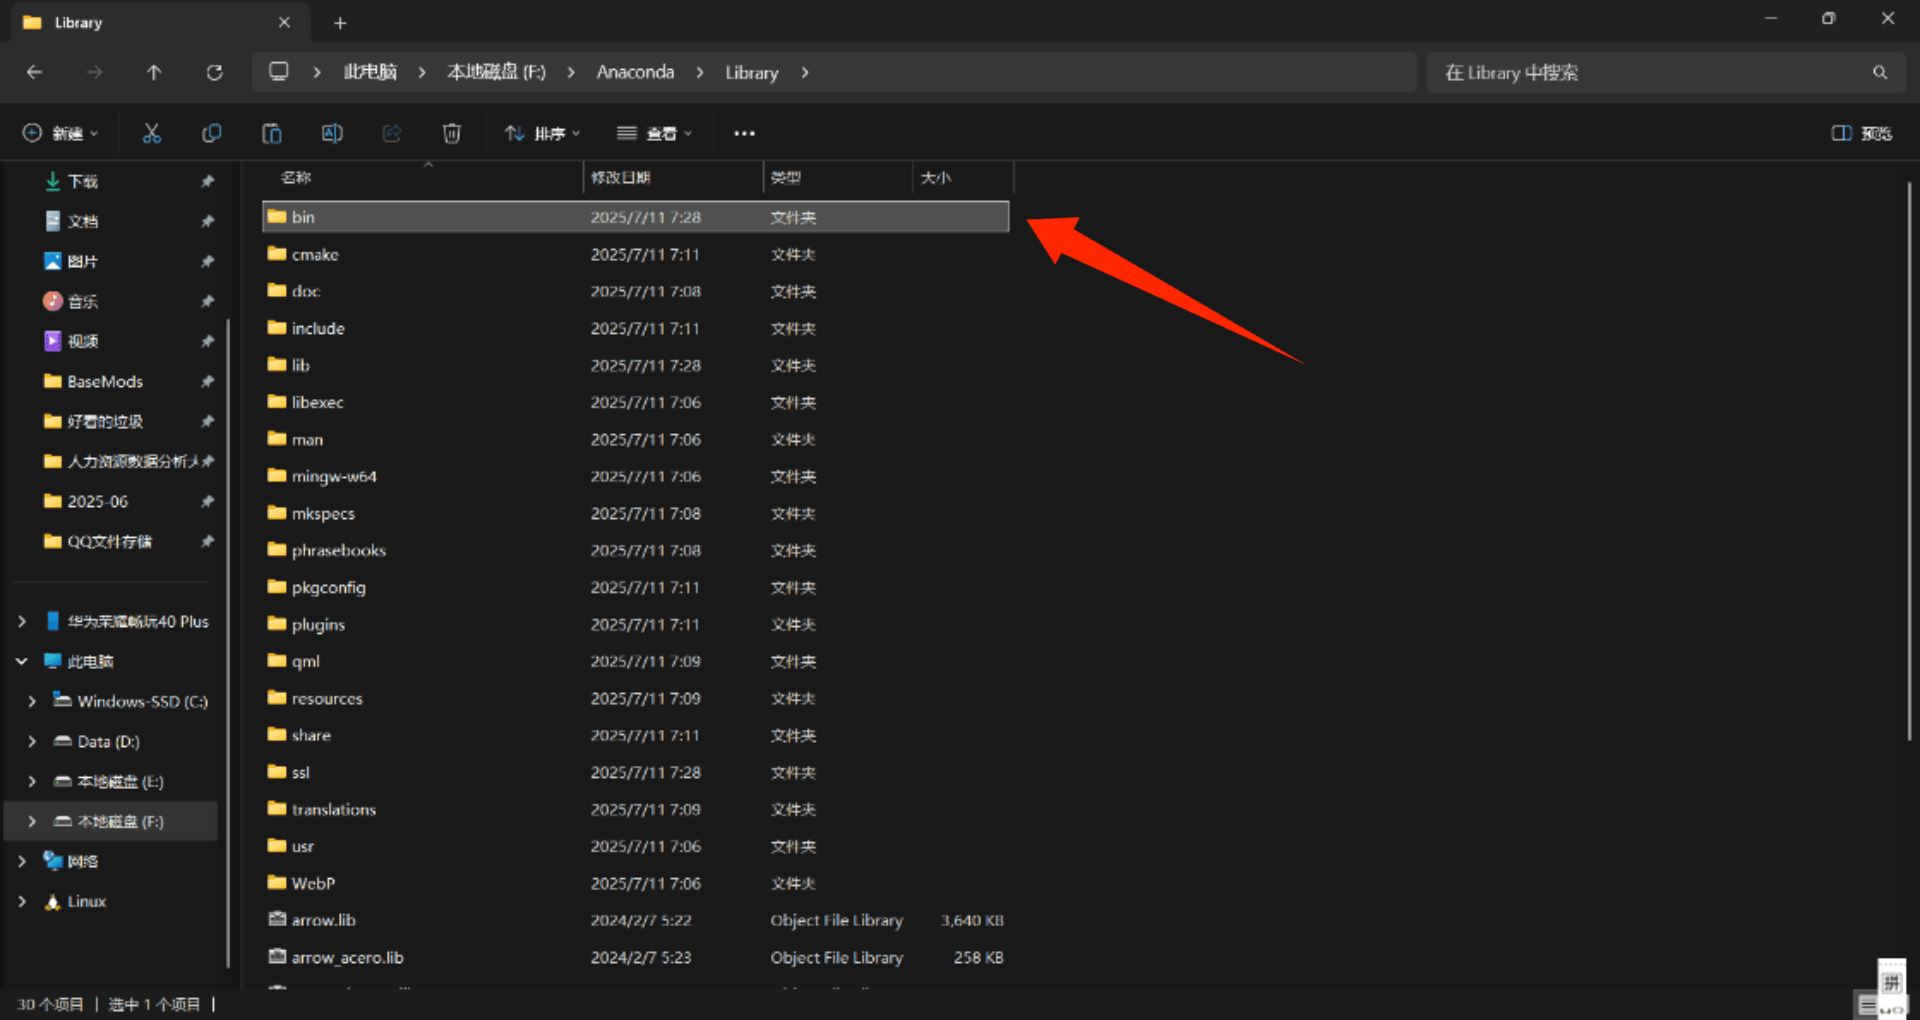 Library
此电脑 本地磁盘 (F:) Anaconda Library
在 Library 中搜索
新建 排序 查看 预览
下载
文档
图片
音乐
视频
BaseMods
好看的垃圾
人力资源数据分析
2025-06
QQ文件存储
华为荣耀畅玩40 Plus
此电脑
Windows-SSD (C:)
Data (D:)
本地磁盘 (E:)
本地磁盘 (F:)
网络
Linux
名称 修改日期 类型 大小
bin 2025/7/11 7:28 文件夹
cmake 2025/7/11 7:11 文件夹
doc 2025/7/11 7:08 文件夹
include 2025/7/11 7:11 文件夹
lib 2025/7/11 7:28 文件夹
libexec 2025/7/11 7:06 文件夹
man 2025/7/11 7:06 文件夹
mingw-w64 2025/7/11 7:06 文件夹
mkspecs 2025/7/11 7:08 文件夹
phrasebooks 2025/7/11 7:08 文件夹
pkgconfig 2025/7/11 7:11 文件夹
plugins 2025/7/11 7:11 文件夹
qml 2025/7/11 7:09 文件夹
resources 2025/7/11 7:09 文件夹
share 2025/7/11 7:11 文件夹
ssl 2025/7/11 7:28 文件夹
translations 2025/7/11 7:09 文件夹
usr 2025/7/11 7:06 文件夹
WebP 2025/7/11 7:06 文件夹
arrow.lib 2024/2/7 5:22 Object File Library 3,640 KB
arrow_acero.lib 2024/2/7 5:23 Object File Library 258 KB
30 个项目 | 选中 1 个项目 |
拼